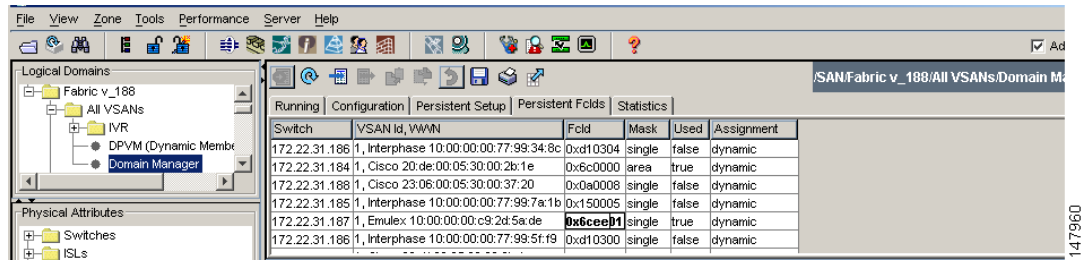 File View Zone Tools Performance Server Help
Logical Domains
Fabric v_188
All VSANs
IVR
DPVM (Dynamic Membe
Domain Manager
Physical Attributes
Switches
ISLs
Ad
/SAN/Fabric v_188/All VSANs/Domain Ma
Running Configuration Persistent Setup Persistent FcIds Statistics
Switch VSAN Id, WWN FcId Mask Used Assignment
172.22.31.186 1, Interphase 10:00:00:00:77:99:34:8c 0xd10304 single false dynamic
172.22.31.184 1, Cisco 20:de:00:05:30:00:2b:1e 0x6c0000 area true dynamic
172.22.31.188 1, Cisco 23:06:00:05:30:00:37:20 0x0a0008 single false dynamic
172.22.31.185 1, Interphase 10:00:00:00:77:99:7a:1b 0x150005 single false dynamic
172.22.31.187 1, Emulex 10:00:00:00:c9:2d:5a:de 0x6cee01 single true dynamic
172.22.31.186 1, Interphase 10:00:00:00:77:99:5f:f9 0xd10300 single false dynamic
147960